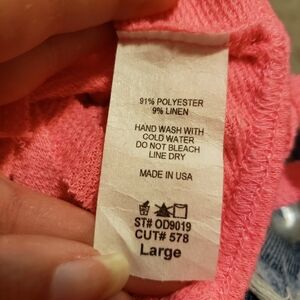 91% POLYESTER
9% LINEN
HAND WASH WITH
COLD WATER
DO NOT BLEACH
LINE DRY
MADE IN USA
ST# OD9019
CUT# 578
Large